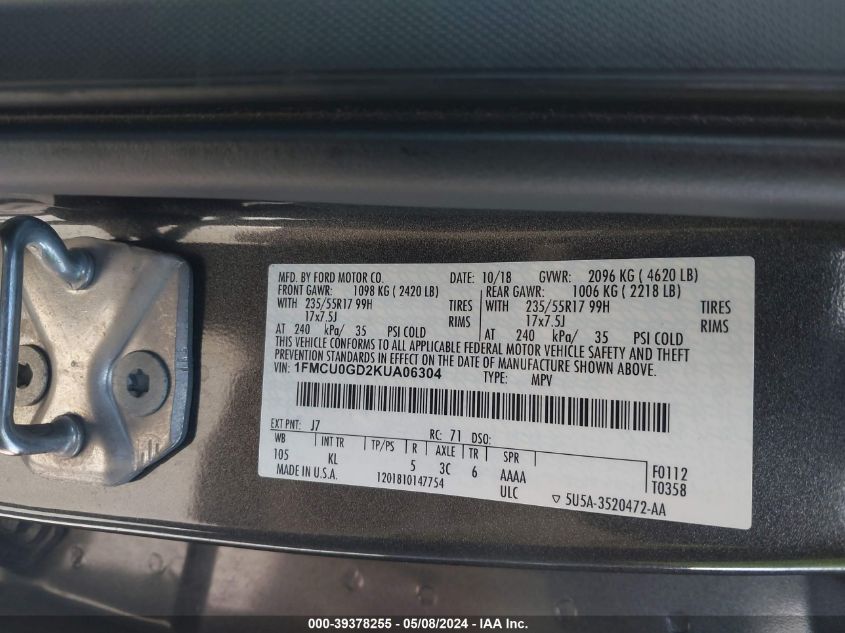 MFD. BY FORD MOTOR CO. DATE: 10/18 GVWR: 2096 KG ( 4620 LB)
FRONT GAWR: 1098 KG ( 2420 LB) REAR GAWR: 1006 KG ( 2218 LB)
WITH 235/55R17 99H TIRES WITH 235/55R17 99H TIRES
17x7.5J RIMS 17x7.5J RIMS
AT 240 kPa/ 35 PSI COLD AT 240 kPa/ 35 PSI COLD
THIS VEHICLE CONFORMS TO ALL APPLICABLE FEDERAL MOTOR VEHICLE SAFETY AND THEFT
PREVENTION STANDARDS IN EFFECT ON THE DATE OF MANUFACTURE SHOWN ABOVE.
VIN: 1FMCU0GD2KUA06304 TYPE: MPV
EXT PNT: J7 RC: 71 DSO:
WB INT TR TP/PS R AXLE TR SPR
105 KL 5 3C 6 AAAA F0112
MADE IN U.S.A. 1201810147754 ULC T0358
▽ 5U5A-3520472-AA
000-39378255 - 05/08/2024 - IAA Inc.